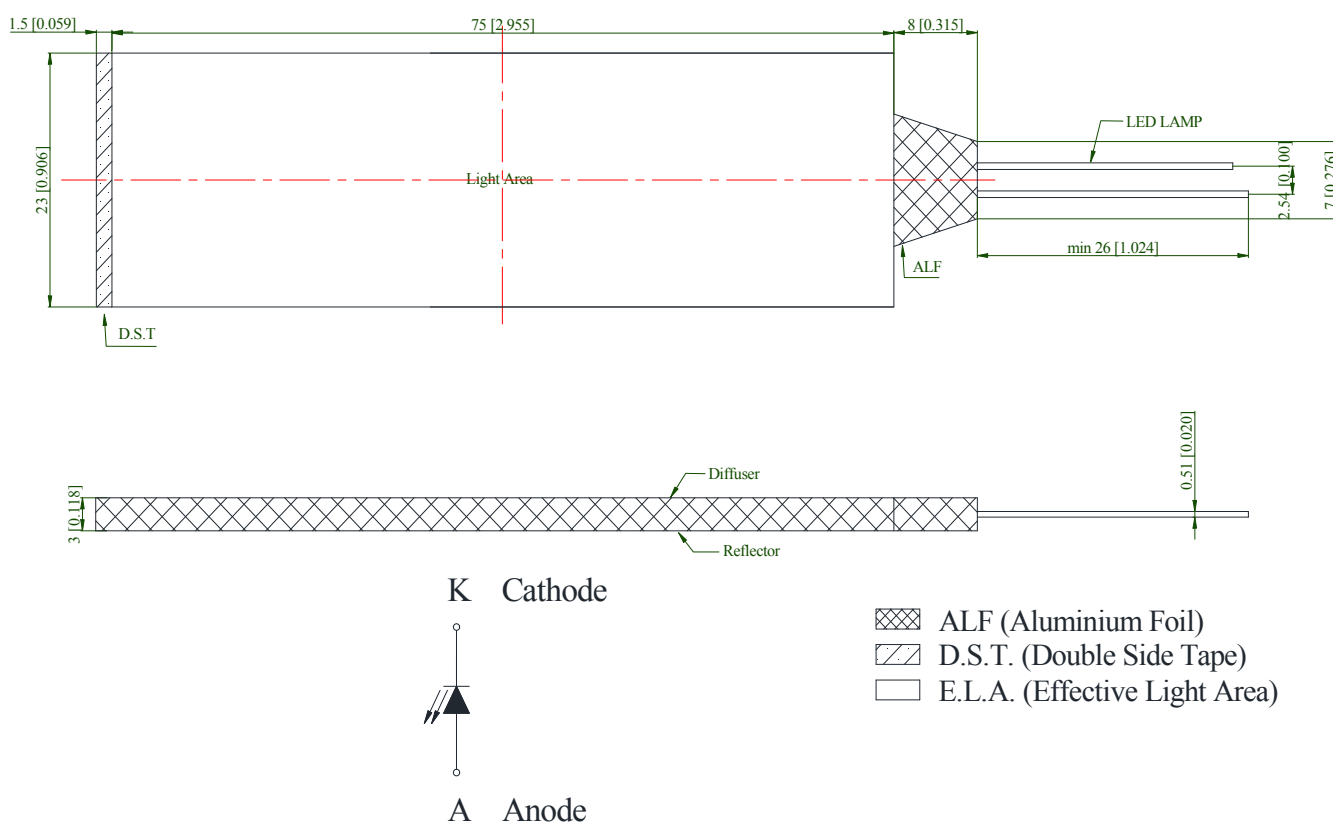 1.5 [0.059]
75 [2.955]
8 [0.315]
LED LAMP
23 [0.906]
Light Area
2.54 [0.100]
7 [0.276]
min 26 [1.024]
ALF
D.S.T
Diffuser
0.51 [0.020]
3 [0.118]
Reflector
K Cathode
ALF (Aluminium Foil)
D.S.T. (Double Side Tape)
E.L.A. (Effective Light Area)
A Anode